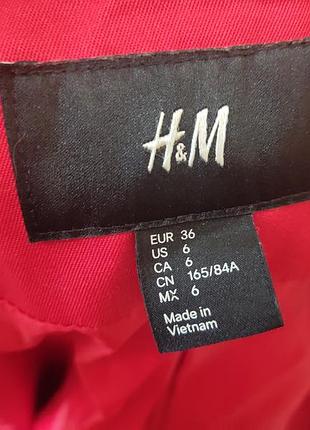 H&M
EUR 36
US 6
CA 6
CN 165/84A
MX 6
Made in
Vietnam